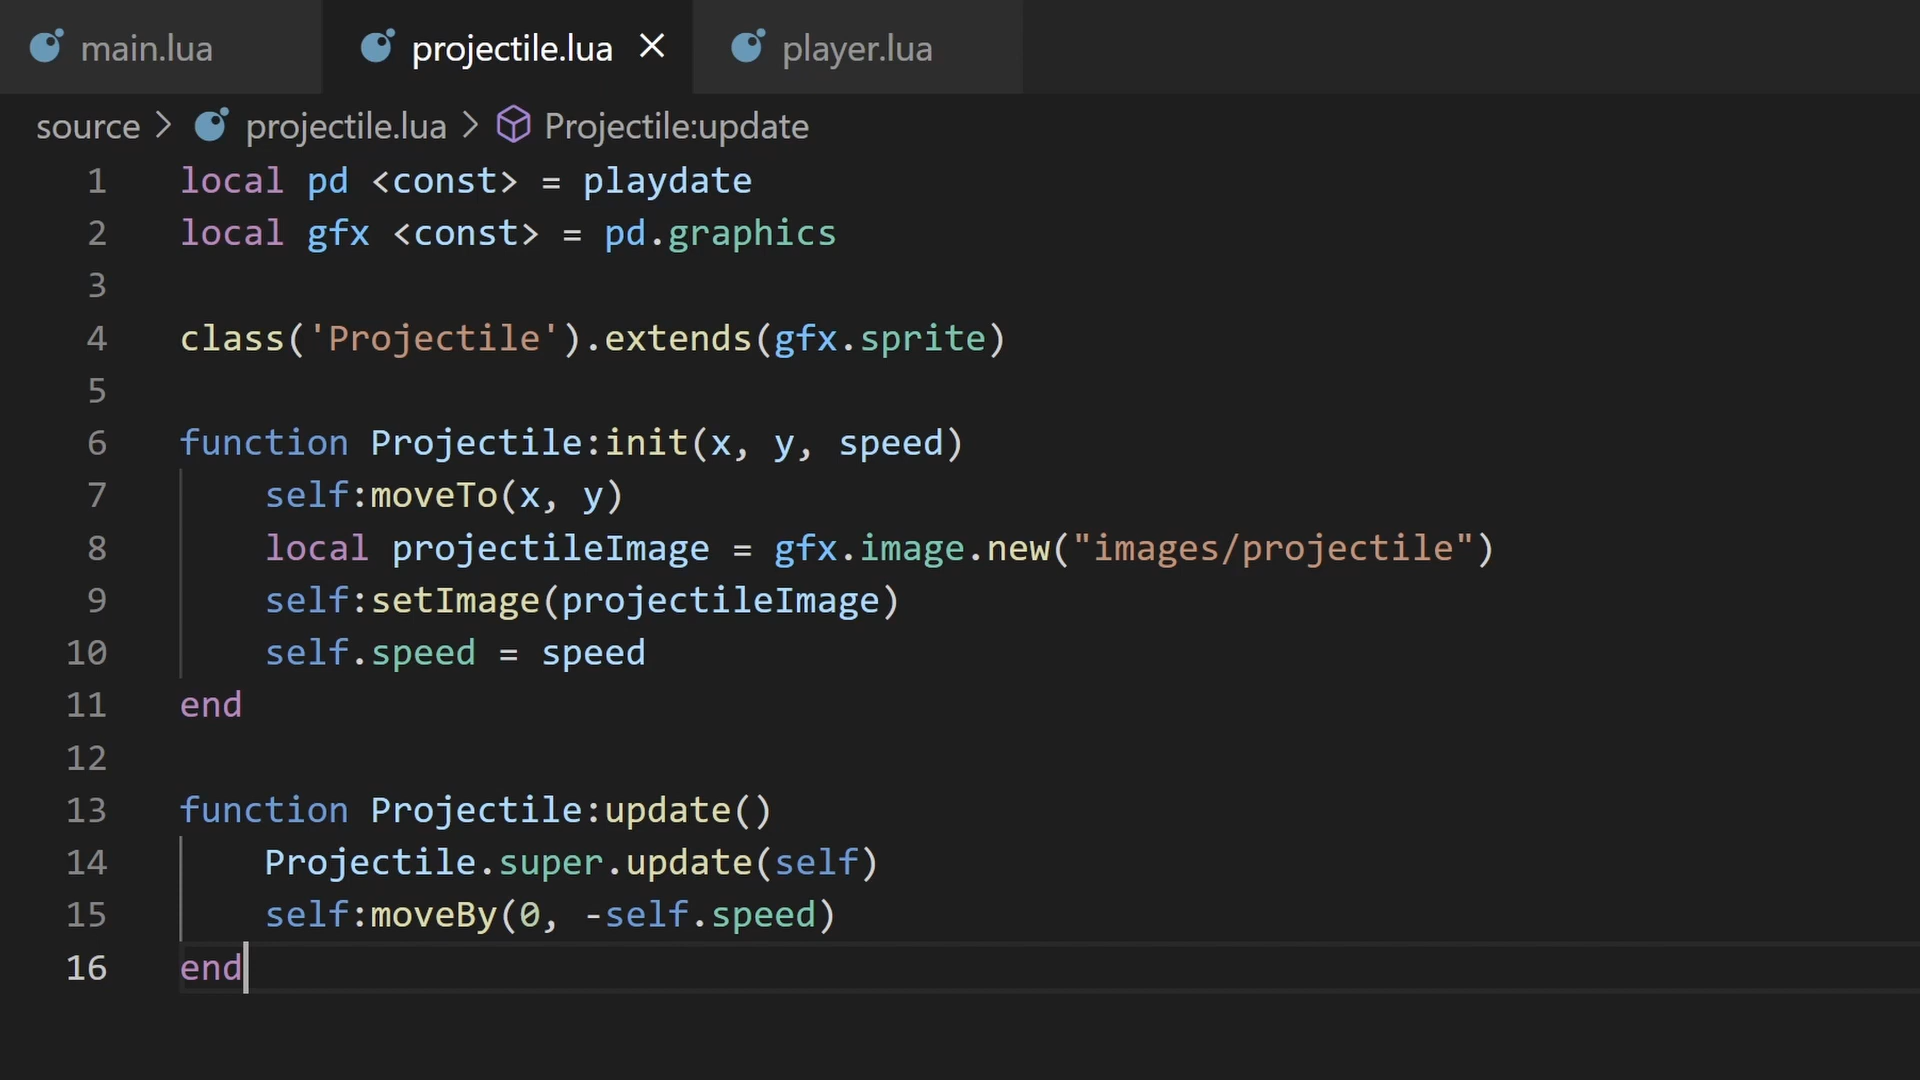 main.lua projectile.lua player.lua
source > projectile.lua > Projectile:update
1 local pd <const> = playdate
2 local gfx <const> = pd.graphics
3
4 class('Projectile').extends(gfx.sprite)
5
6 function Projectile:init(x, y, speed)
7     self:moveTo(x, y)
8     local projectileImage = gfx.image.new("images/projectile")
9     self:setImage(projectileImage)
10     self.speed = speed
11 end
12
13 function Projectile:update()
14     Projectile.super.update(self)
15     self:moveBy(0, -self.speed)
16 end